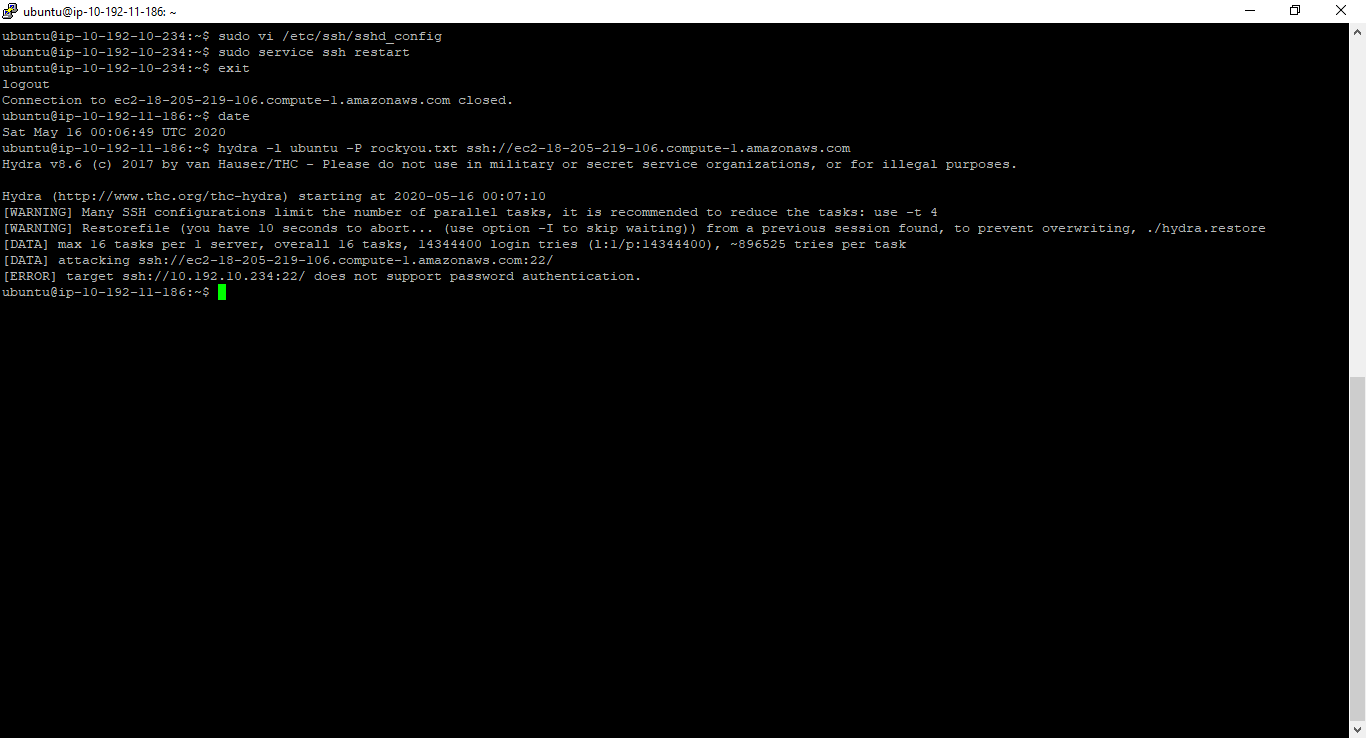 ubuntu@ip-10-192-11-186: ~
ubuntu@ip-10-192-10-234:~$ sudo vi /etc/ssh/sshd_config
ubuntu@ip-10-192-10-234:~$ sudo service ssh restart
ubuntu@ip-10-192-10-234:~$ exit
logout
Connection to ec2-18-205-219-106.compute-1.amazonaws.com closed.
ubuntu@ip-10-192-11-186:~$ date
Sat May 16 00:06:49 UTC 2020
ubuntu@ip-10-192-11-186:~$ hydra -l ubuntu -P rockyou.txt ssh://ec2-18-205-219-106.compute-1.amazonaws.com
Hydra v8.6 (c) 2017 by van Hauser/THC - Please do not use in military or secret service organizations, or for illegal purposes.
Hydra (http://www.thc.org/thc-hydra) starting at 2020-05-16 00:07:10
[WARNING] Many SSH configurations limit the number of parallel tasks, it is recommended to reduce the tasks: use -t 4
[WARNING] Restorefile (you have 10 seconds to abort... (use option -I to skip waiting)) from a previous session found, to prevent overwriting, ./hydra.restore
[DATA] max 16 tasks per 1 server, overall 16 tasks, 14344400 login tries (l:1/p:14344400), ~896525 tries per task
[DATA] attacking ssh://ec2-18-205-219-106.compute-1.amazonaws.com:22/
[ERROR] target ssh://10.192.10.234:22/ does not support password authentication.
ubuntu@ip-10-192-11-186:~$